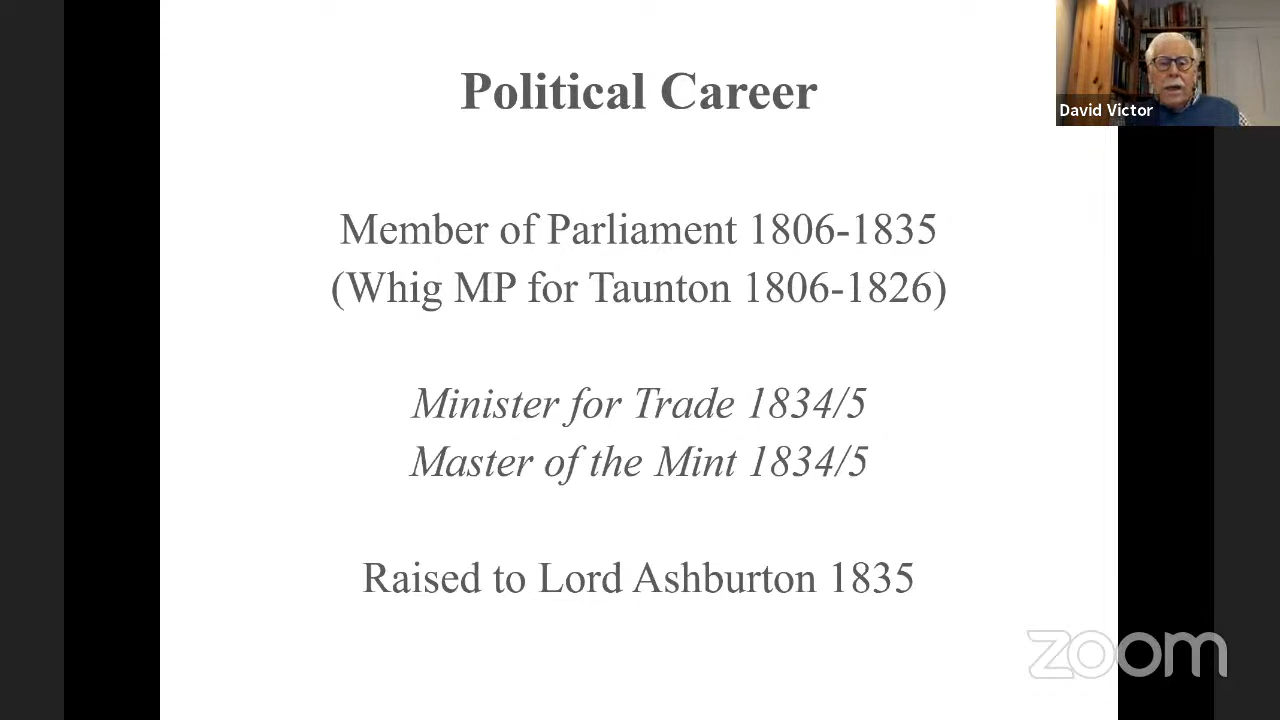 Political Career
David Victor
Member of Parliament 1806-1835
(Whig MP for Taunton 1806-1826)
Minister for Trade 1834/5
Master of the Mint 1834/5
Raised to Lord Ashburton 1835
zoom